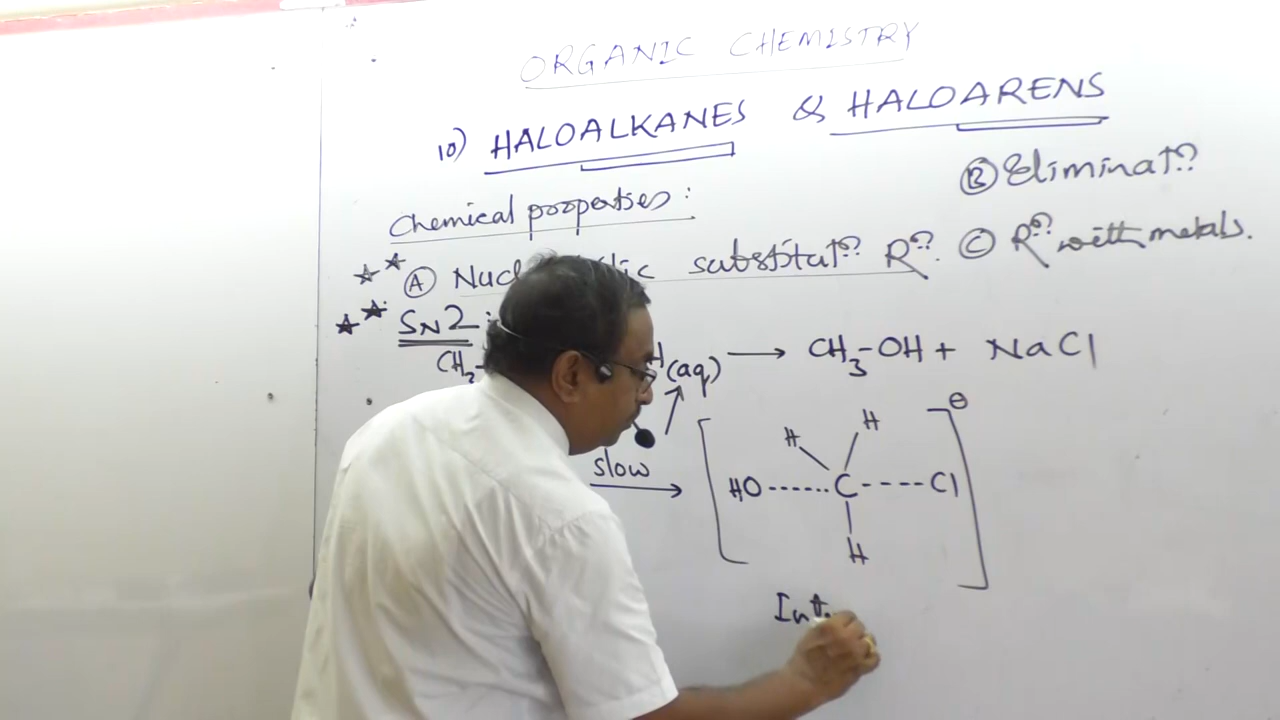 ORGANIC CHEMISTRY
10) HALOALKANES & HALOARENS
Chemical properties:
(B) Eliminat??
(A) substitut?? R?? (C) R?? with metals.
SN2:
(aq) → CH3-OH + NaCl
slow
H H
HO C Cl ⊖
H